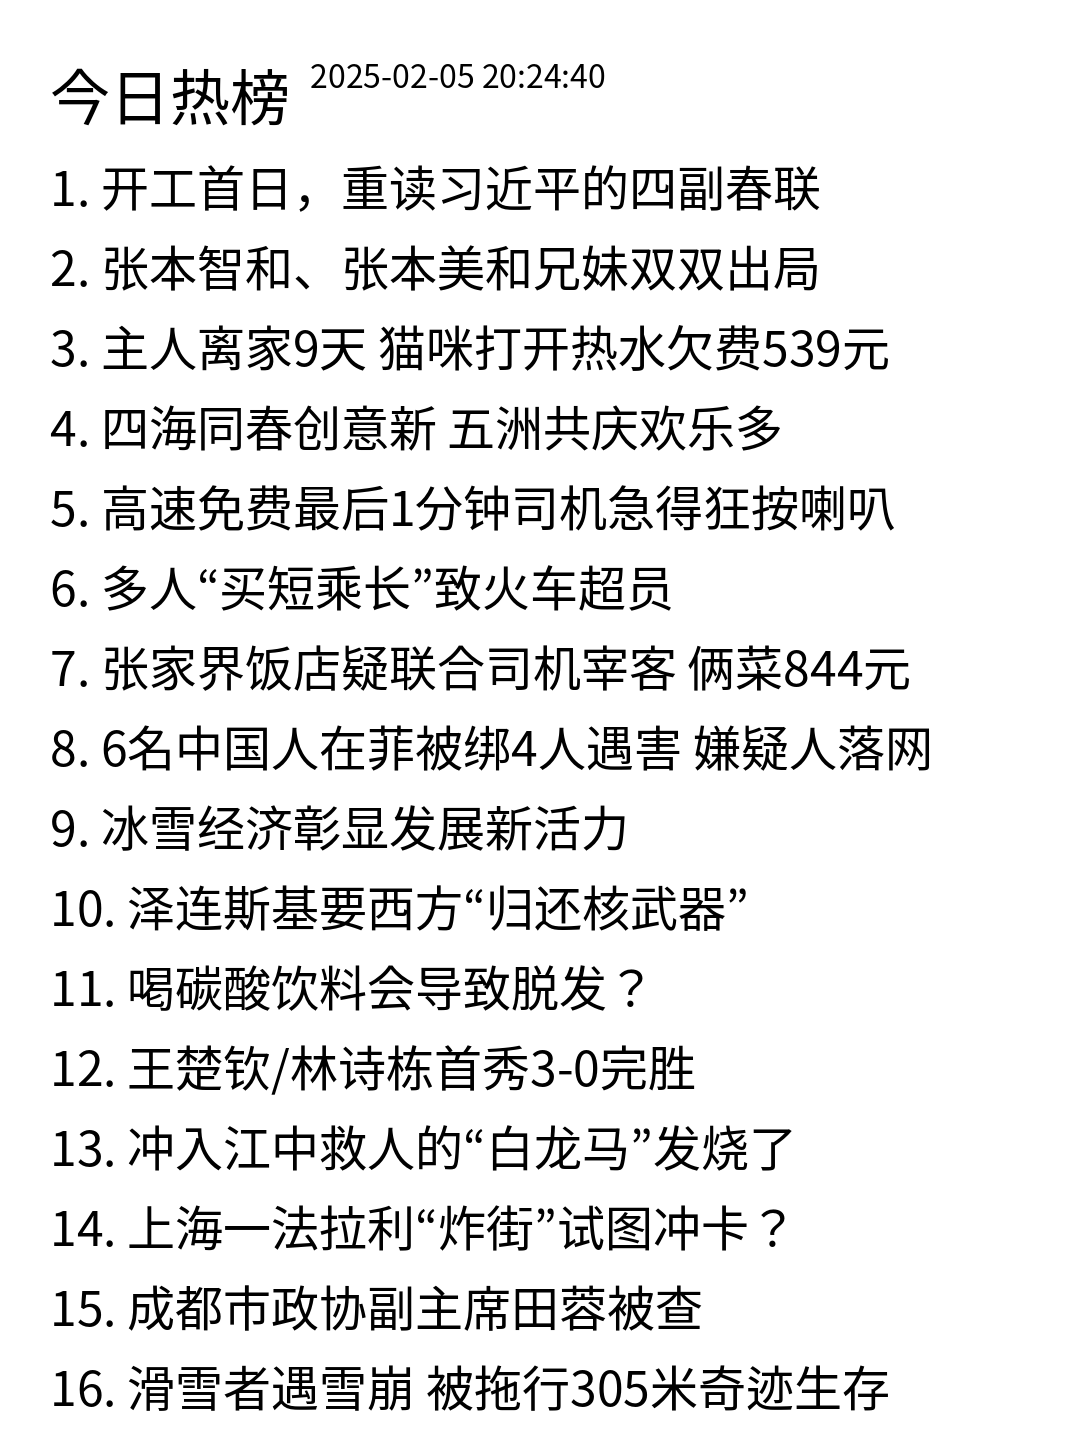 今日热榜 2025-02-05 20:24:40
1. 开工首日，重读习近平的四副春联
2. 张本智和、张本美和兄妹双双出局
3. 主人离家9天 猫咪打开热水欠费539元
4. 四海同春创意新 五洲共庆欢乐多
5. 高速免费最后1分钟司机急得狂按喇叭
6. 多人“买短乘长”致火车超员
7. 张家界饭店疑联合司机宰客 俩菜844元
8. 6名中国人在菲被绑4人遇害 嫌疑人落网
9. 冰雪经济彰显发展新活力
10. 泽连斯基要西方“归还核武器”
11. 喝碳酸饮料会导致脱发？
12. 王楚钦/林诗栋首秀3-0完胜
13. 冲入江中救人的“白龙马”发烧了
14. 上海一法拉利“炸街”试图冲卡？
15. 成都市政协副主席田蓉被查
16. 滑雪者遇雪崩 被拖行305米奇迹生存